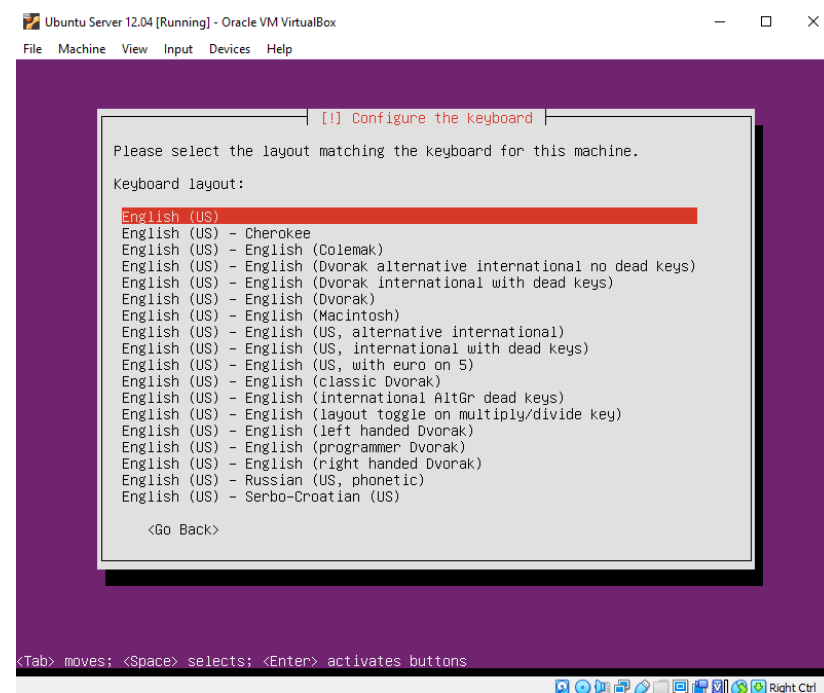 Ubuntu Server 12.04 [Running] - Oracle VM VirtualBox
File Machine View Input Devices Help
[!] Configure the keyboard
Please select the layout matching the keyboard for this machine.
Keyboard layout:
English (US)
English (US) - Cherokee
English (US) - English (Colemak)
English (US) - English (Dvorak alternative international no dead keys)
English (US) - English (Dvorak international with dead keys)
English (US) - English (Dvorak)
English (US) - English (Macintosh)
English (US) - English (US, alternative international)
English (US) - English (US, international with dead keys)
English (US) - English (US, with euro on 5)
English (US) - English (classic Dvorak)
English (US) - English (international AltGr dead keys)
English (US) - English (layout toggle on multiply/divide key)
English (US) - English (left handed Dvorak)
English (US) - English (programmer Dvorak)
English (US) - English (right handed Dvorak)
English (US) - Russian (US, phonetic)
English (US) - Serbo-Croatian (US)
<Go Back>
<Tab> moves; <Space> selects; <Enter> activates buttons
Right Ctrl